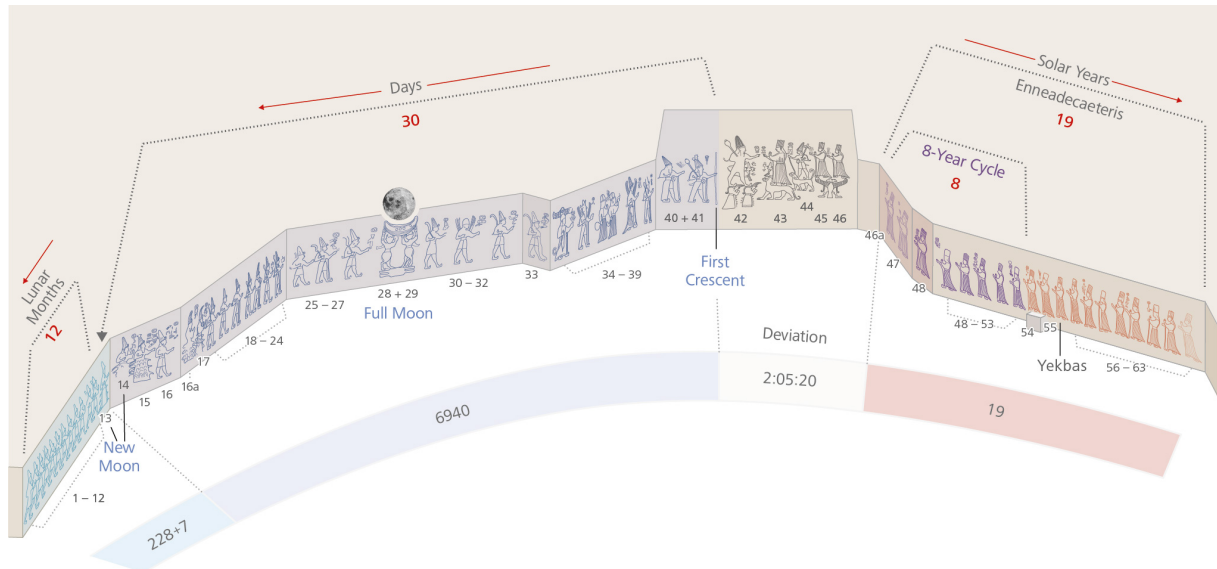 Days
30
Solar Years
Enneadecaeteris
19
8-Year Cycle
8
Lunar
Months
12
40 + 41
42
43
44
45
46
46a
47
48
First
Crescent
33
34 – 39
30 – 32
28 + 29
Full Moon
25 – 27
18 – 24
17
16a
16
15
14
13
New
Moon
1 – 12
48 – 53
54
55
Yekbas
56 – 63
Deviation
2:05:20
6940
19
228+7